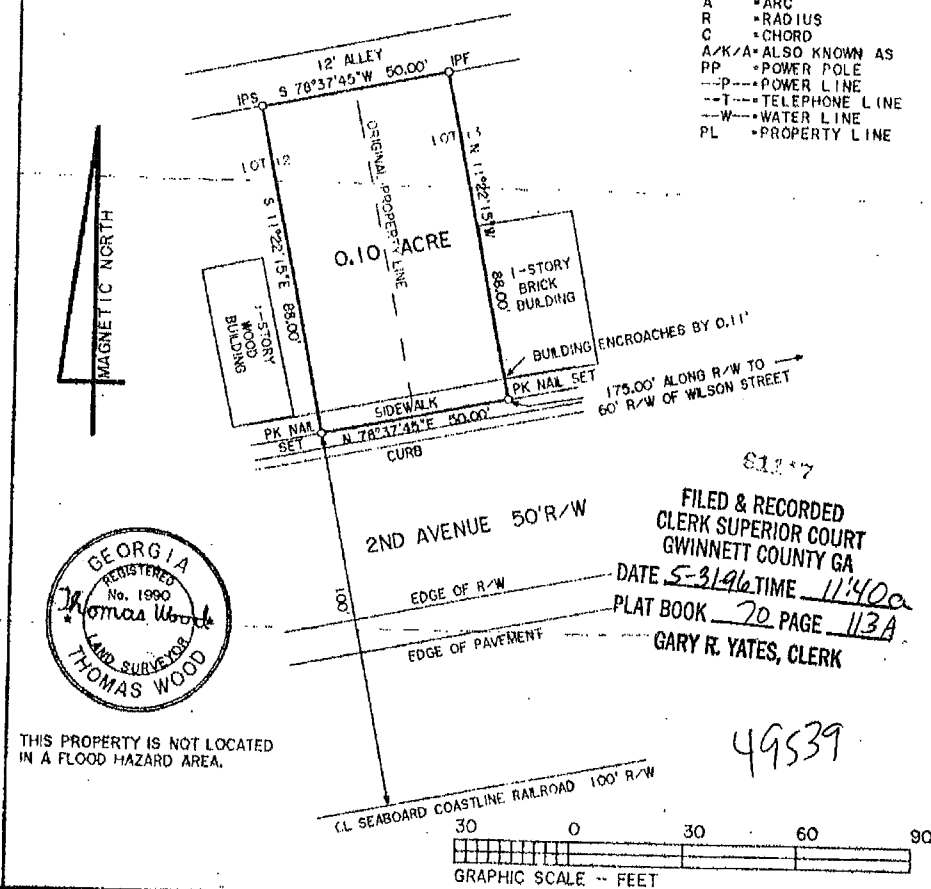 A =ARC
R =RADIUS
C =CHORD
A/K/A=ALSO KNOWN AS
PP =POWER POLE
--P--=POWER LINE
--T--=TELEPHONE LINE
--W--=WATER LINE
PL =PROPERTY LINE
12' ALLEY
IPS S 78°37'45"W 50.00' IPF
LOT 12
LOT 13
ORIGINAL PROPERTY LINE
N 11°22'15"W 88.00'
S 11°22'15"E 88.00'
0.10 ACRE
MAGNETIC NORTH
1-STORY
WOOD
BUILDING
1-STORY
BRICK
BUILDING
BUILDING ENCROACHES BY 0.11'
PK NAIL SET
175.00' ALONG R/W TO
60' R/W OF WILSON STREET
SIDEWALK
PK NAIL
SET
N 78°37'45"E 50.00'
CURB
2ND AVENUE 50'R/W
100'
EDGE OF R/W
EDGE OF PAVEMENT
FILED & RECORDED
CLERK SUPERIOR COURT
GWINNETT COUNTY GA
DATE 5-31-96 TIME 11:40a
PLAT BOOK 70 PAGE 113A
GARY R. YATES, CLERK
GEORGIA
REGISTERED
No. 1990
Thomas Wood
LAND SURVEYOR
THOMAS WOOD
THIS PROPERTY IS NOT LOCATED
IN A FLOOD HAZARD AREA.
49539
CL SEABOARD COASTLINE RAILROAD 100' R/W
30 0 30 60 90
GRAPHIC SCALE -- FEET